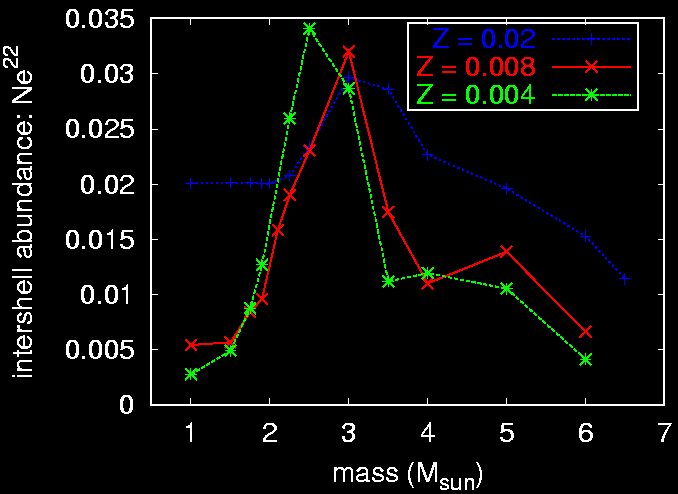 intershell abundance: Ne22
0.035
0.03
0.025
0.02
0.015
0.01
0.005
0
Z = 0.02
Z = 0.008
Z = 0.004
1 2 3 4 5 6 7
mass (Msun)